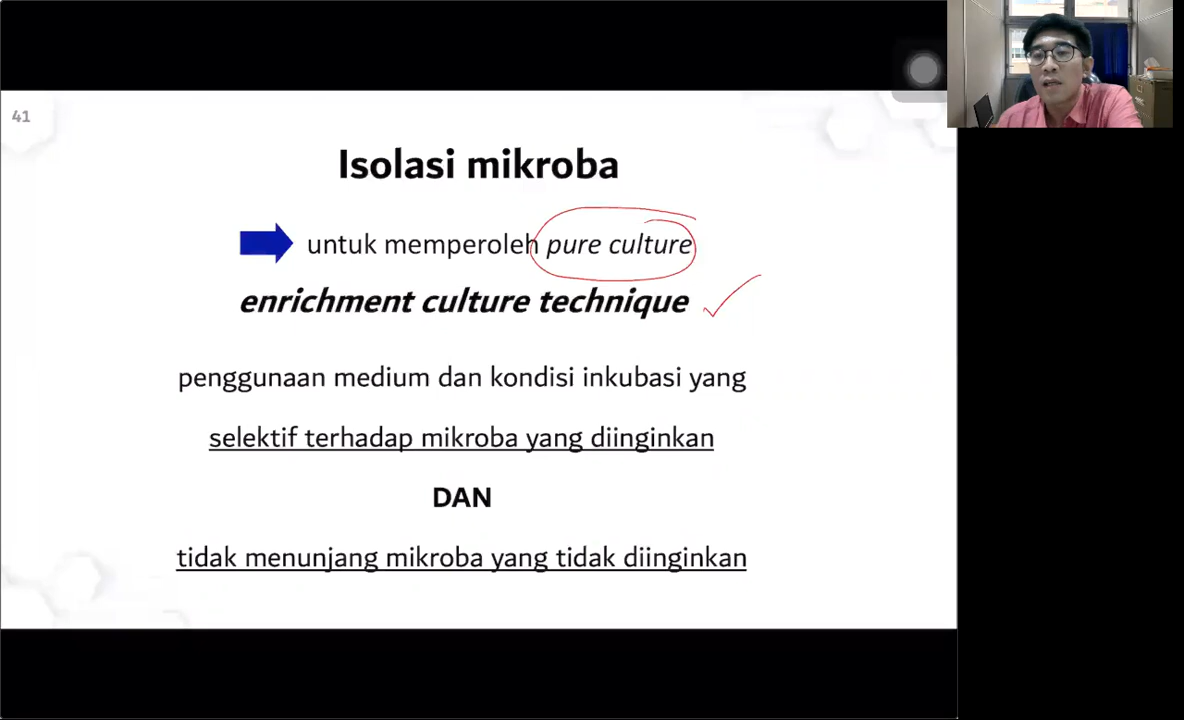 41
Isolasi mikroba
untuk memperoleh pure culture
enrichment culture technique
penggunaan medium dan kondisi inkubasi yang
selektif terhadap mikroba yang diinginkan
DAN
tidak menunjang mikroba yang tidak diinginkan